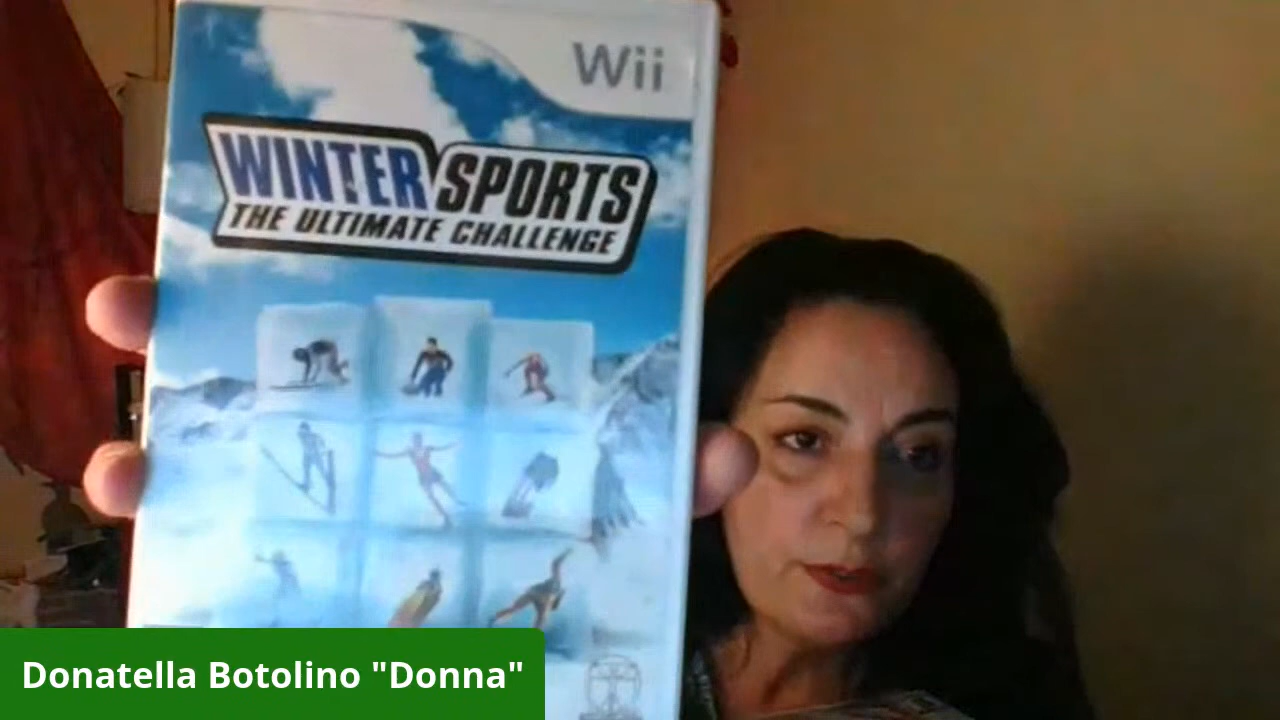 Wii
WINTER SPORTS
THE ULTIMATE CHALLENGE
Donatella Botolino "Donna"